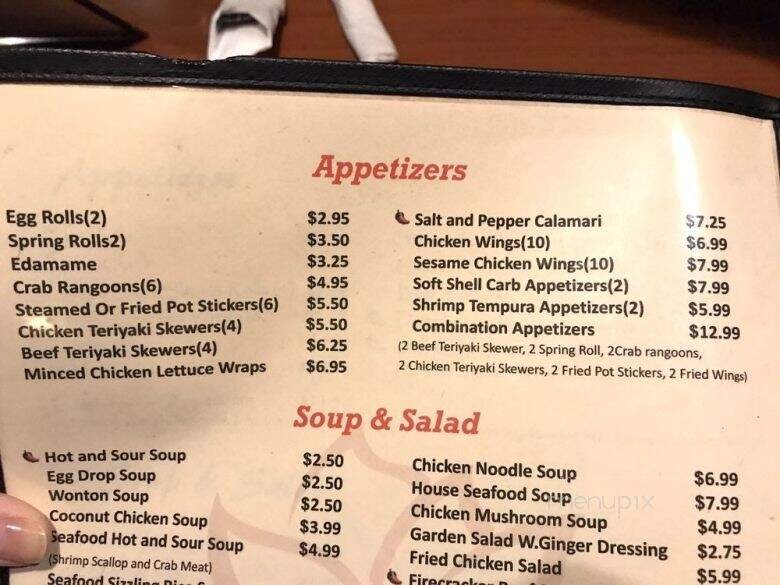 Appetizers
Egg Rolls(2) $2.95
Spring Rolls2) $3.50
Edamame $3.25
Crab Rangoons(6) $4.95
Steamed Or Fried Pot Stickers(6) $5.50
Chicken Teriyaki Skewers(4) $5.50
Beef Teriyaki Skewers(4) $6.25
Minced Chicken Lettuce Wraps $6.95
Salt and Pepper Calamari $7.25
Chicken Wings(10) $6.99
Sesame Chicken Wings(10) $7.99
Soft Shell Carb Appetizers(2) $7.99
Shrimp Tempura Appetizers(2) $5.99
Combination Appetizers $12.99
(2 Beef Teriyaki Skewer, 2 Spring Roll, 2Crab rangoons,
2 Chicken Teriyaki Skewers, 2 Fried Pot Stickers, 2 Fried Wings)
Soup & Salad
Hot and Sour Soup $2.50
Egg Drop Soup $2.50
Wonton Soup $2.50
Coconut Chicken Soup $3.99
Seafood Hot and Sour Soup $4.99
(Shrimp Scallop and Crab Meat)
Seafood Sizzling
Chicken Noodle Soup $6.99
House Seafood Soup $7.99
Chicken Mushroom Soup $4.99
Garden Salad W.Ginger Dressing $2.75
Fried Chicken Salad $5.99
menupix